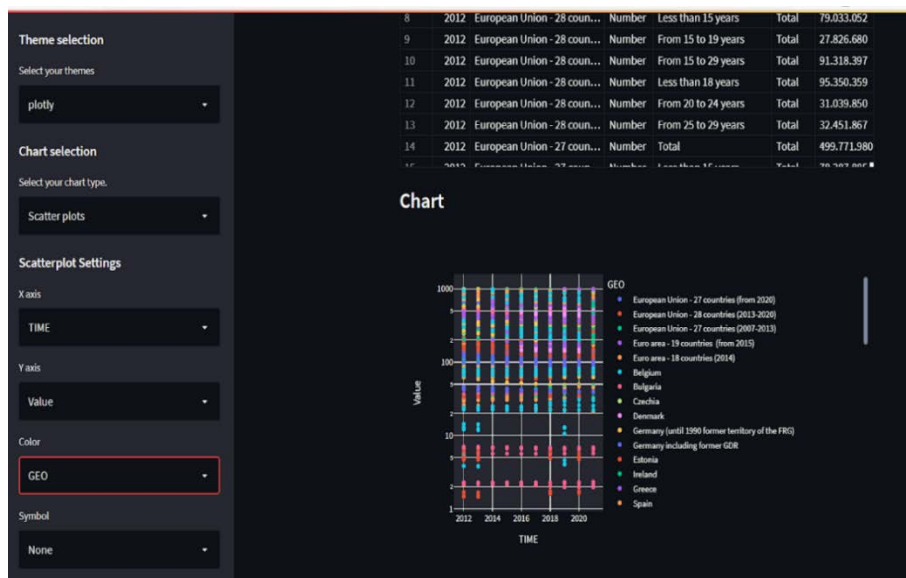 Theme selection
Select your themes
plotly
Chart selection
Select your chart type.
Scatter plots
Scatterplot Settings
X axis
TIME
Y axis
Value
Color
GEO
Symbol
None
8 2012 European Union - 28 coun... Number Less than 15 years Total 79.033.052
9 2012 European Union - 28 coun... Number From 15 to 19 years Total 27.826.680
10 2012 European Union - 28 coun... Number From 15 to 29 years Total 91.318.397
11 2012 European Union - 28 coun... Number Less than 18 years Total 95.350.359
12 2012 European Union - 28 coun... Number From 20 to 24 years Total 31.039.850
13 2012 European Union - 28 coun... Number From 25 to 29 years Total 32.451.867
14 2012 European Union - 27 coun... Number Total Total 499.771.980
Chart
GEO
European Union - 27 countries (from 2020)
European Union - 28 countries (2013-2020)
European Union - 27 countries (2007-2013)
Euro area - 19 countries (from 2015)
Euro area - 18 countries (2014)
Belgium
Bulgaria
Czechia
Denmark
Germany (until 1990 former territory of the FRG)
Germany including former GDR
Estonia
Ireland
Greece
Spain
Value
1000
5
2
100
5
2
10
5
2
1
2012 2014 2016 2018 2020
TIME